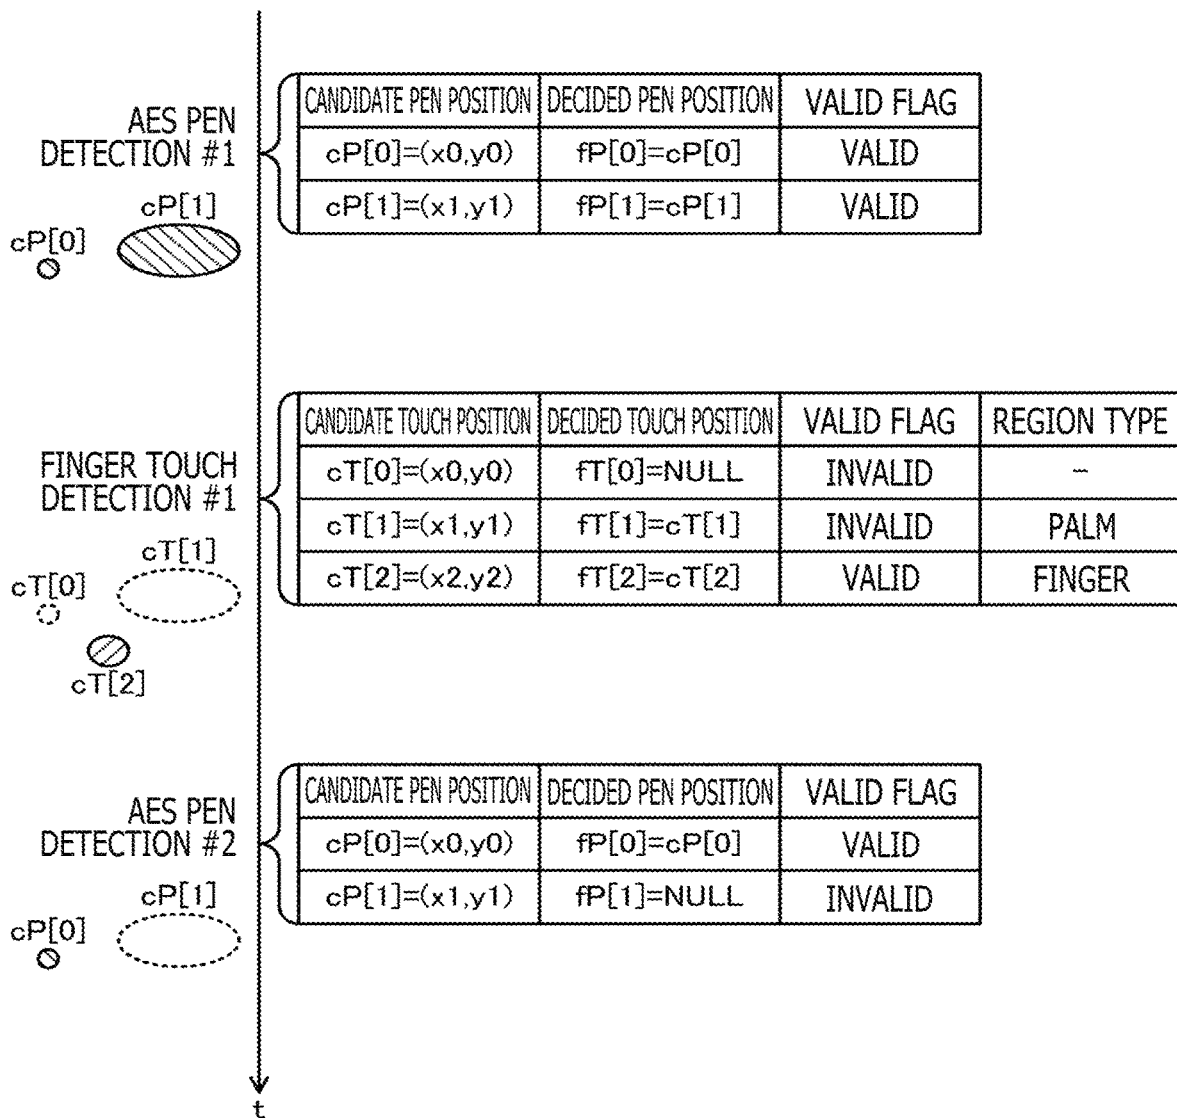 CANDIDATE PEN POSITION DECIDED PEN POSITION VALID FLAG
AES PEN
DETECTION #1
cP[0]=(x0,y0) fP[0]=cP[0] VALID
cP[1]=(x1,y1) fP[1]=cP[1] VALID
cP[1]
cP[0]
CANDIDATE TOUCH POSITION DECIDED TOUCH POSITION VALID FLAG REGION TYPE
FINGER TOUCH
DETECTION #1
cT[0]=(x0,y0) fT[0]=NULL INVALID –
cT[1]=(x1,y1) fT[1]=cT[1] INVALID PALM
cT[2]=(x2,y2) fT[2]=cT[2] VALID FINGER
cT[1]
cT[0]
cT[2]
CANDIDATE PEN POSITION DECIDED PEN POSITION VALID FLAG
AES PEN
DETECTION #2
cP[0]=(x0,y0) fP[0]=cP[0] VALID
cP[1]=(x1,y1) fP[1]=NULL INVALID
cP[1]
cP[0]
t